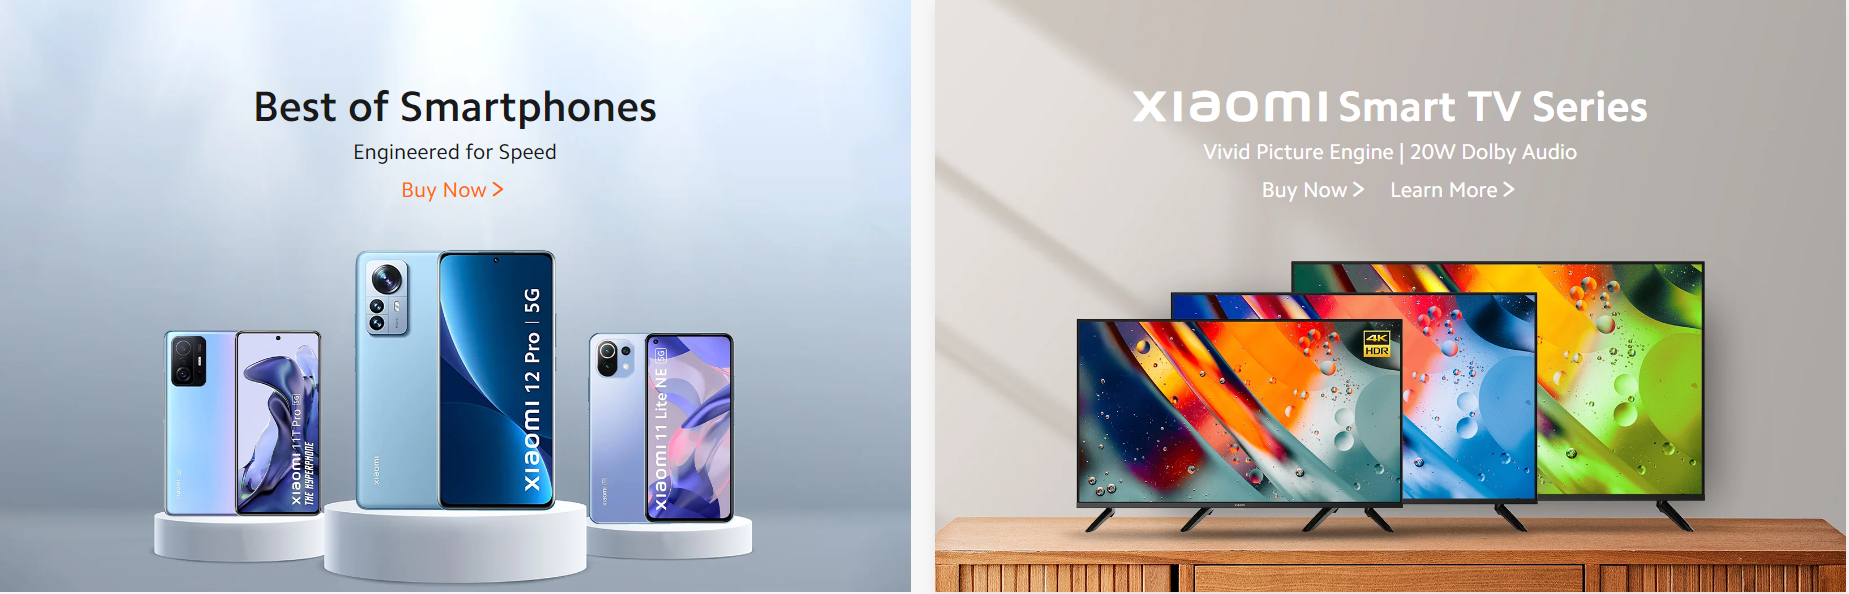 Best of Smartphones
Engineered for Speed
Buy Now >
xiaomi 11T Pro 5G
THE HYPERPHONE
xiaomi
xiaomi 12 Pro | 5G
xiaomi 11 Lite NE 5G
xiaomi Smart TV Series
Vivid Picture Engine | 20W Dolby Audio
Buy Now > Learn More >
4K
HDR